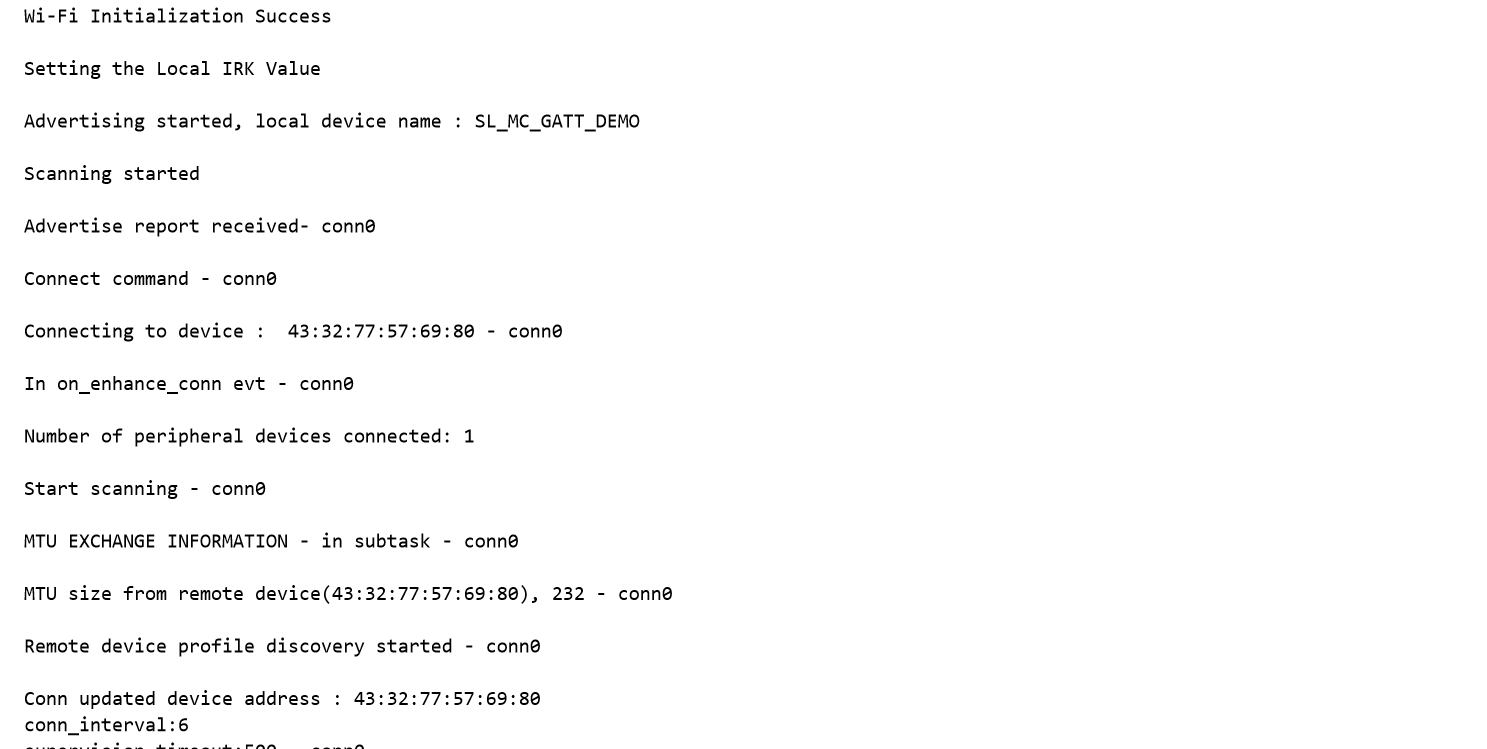 Wi-Fi Initialization Success
Setting the Local IRK Value
Advertising started, local device name : SL_MC_GATT_DEMO
Scanning started
Advertise report received- conn0
Connect command - conn0
Connecting to device :  43:32:77:57:69:80 - conn0
In on_enhance_conn evt - conn0
Number of peripheral devices connected: 1
Start scanning - conn0
MTU EXCHANGE INFORMATION - in subtask - conn0
MTU size from remote device(43:32:77:57:69:80), 232 - conn0
Remote device profile discovery started - conn0
Conn updated device address : 43:32:77:57:69:80
conn_interval:6